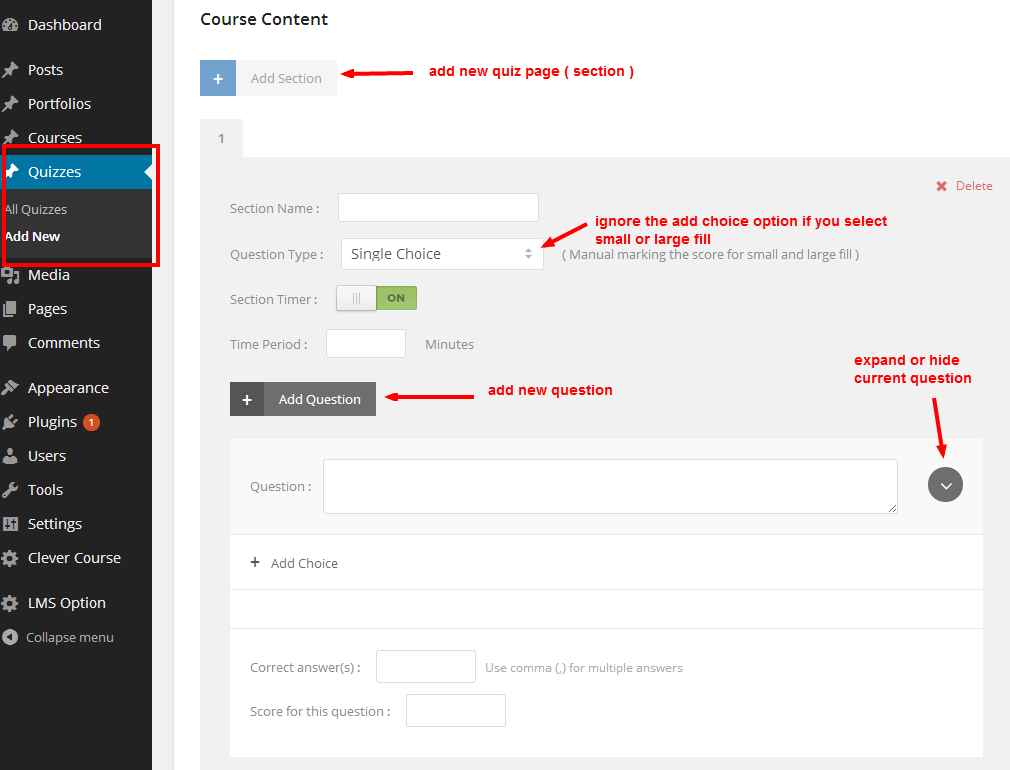 Dashboard
Posts
Portfolios
Courses
Quizzes
All Quizzes
Add New
Media
Pages
Comments
Appearance
Plugins 1
Users
Tools
Settings
Clever Course
LMS Option
Collapse menu
Course Content
+ Add Section
add new quiz page ( section )
1
Delete
Section Name :
ignore the add choice option if you select
small or large fill
Question Type : Single Choice ( Manual marking the score for small and large fill )
Section Timer : ON
Time Period : Minutes
expand or hide
current question
+ Add Question
add new question
Question :
+ Add Choice
Correct answer(s) : Use comma (,) for multiple answers
Score for this question :